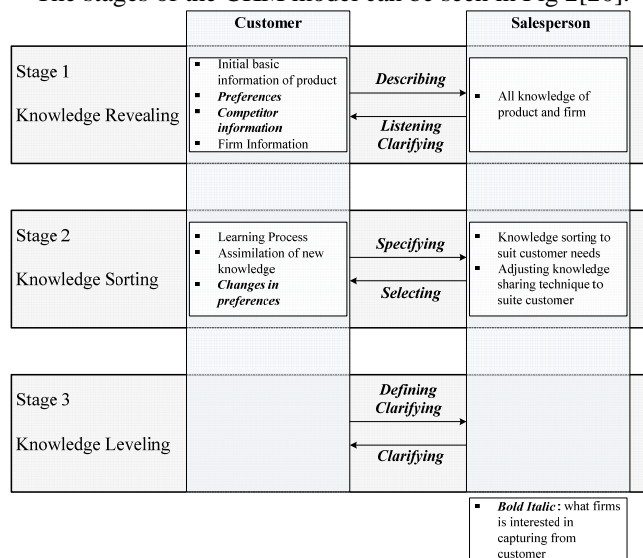 The stages of the CKM model can be seen in Fig 2[20].
Customer
Salesperson
Stage 1
Knowledge Revealing
▪ Initial basic
information of product
▪ Preferences
▪ Competitor
information
▪ Firm Information
Describing
Listening
Clarifying
▪ All knowledge of
product and firm
Stage 2
Knowledge Sorting
▪ Learning Process
▪ Assimilation of new
knowledge
▪ Changes in
preferences
Specifying
Selecting
▪ Knowledge sorting to
suit customer needs
▪ Adjusting knowledge
sharing technique to
suite customer
Stage 3
Knowledge Leveling
Defining
Clarifying
Clarifying
▪ Bold Italic: what firms
is interested in
capturing from
customer